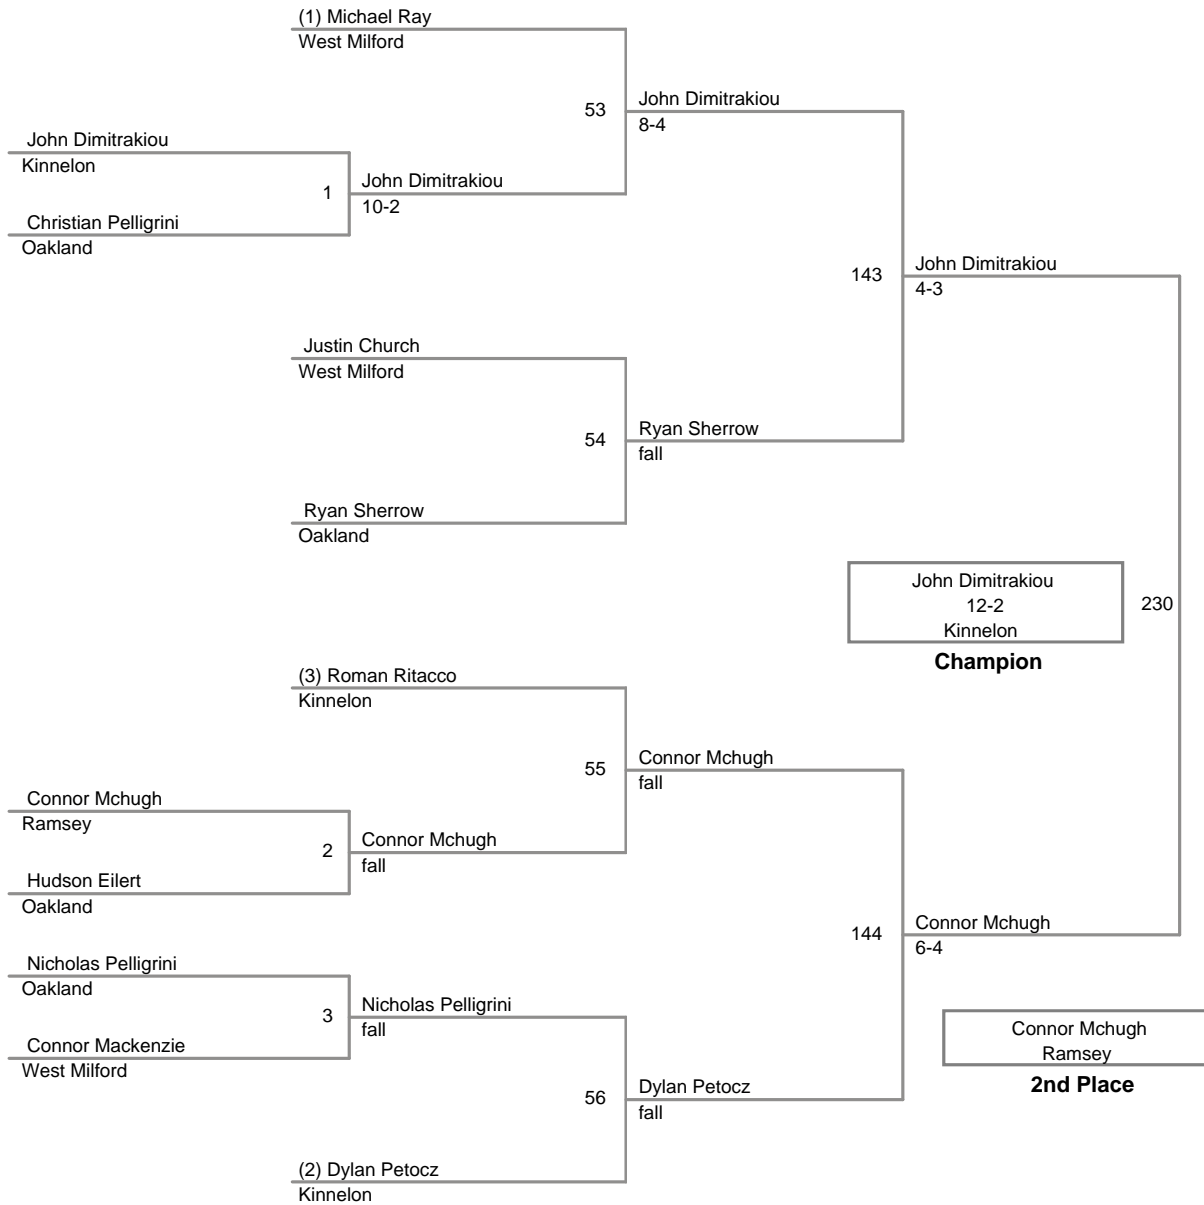 (1) Michael Ray
West Milford
53
John Dimitrakiou
8-4
John Dimitrakiou
Kinnelon
1
John Dimitrakiou
10-2
Christian Pelligrini
Oakland
143
John Dimitrakiou
4-3
Justin Church
West Milford
54
Ryan Sherrow
fall
Ryan Sherrow
Oakland
John Dimitrakiou
12-2
Kinnelon
Champion
230
(3) Roman Ritacco
Kinnelon
55
Connor Mchugh
fall
Connor Mchugh
Ramsey
2
Connor Mchugh
fall
Hudson Eilert
Oakland
144
Connor Mchugh
6-4
Nicholas Pelligrini
Oakland
3
Nicholas Pelligrini
fall
Connor Mackenzie
West Milford
Connor Mchugh
Ramsey
2nd Place
56
Dylan Petocz
fall
(2) Dylan Petocz
Kinnelon